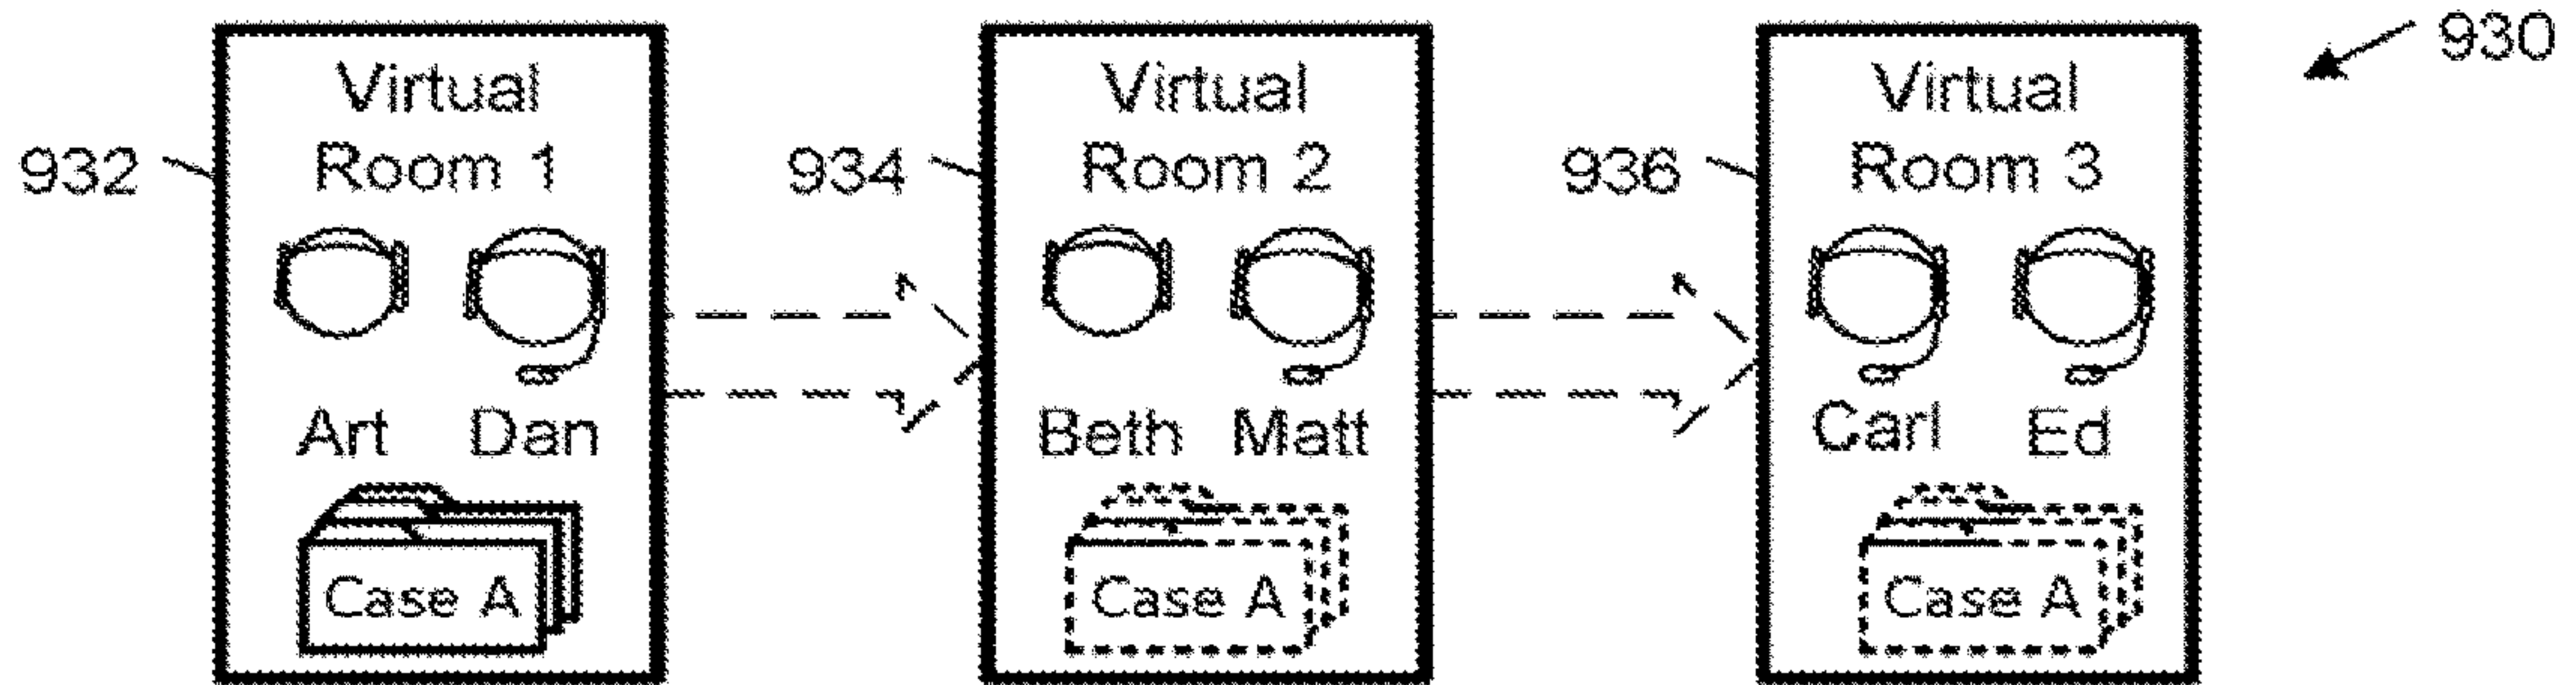 930
932
Virtual
Room 1
Art Dan
Case A
934
Virtual
Room 2
Beth Matt
Case A
936
Virtual
Room 3
Carl Ed
Case A